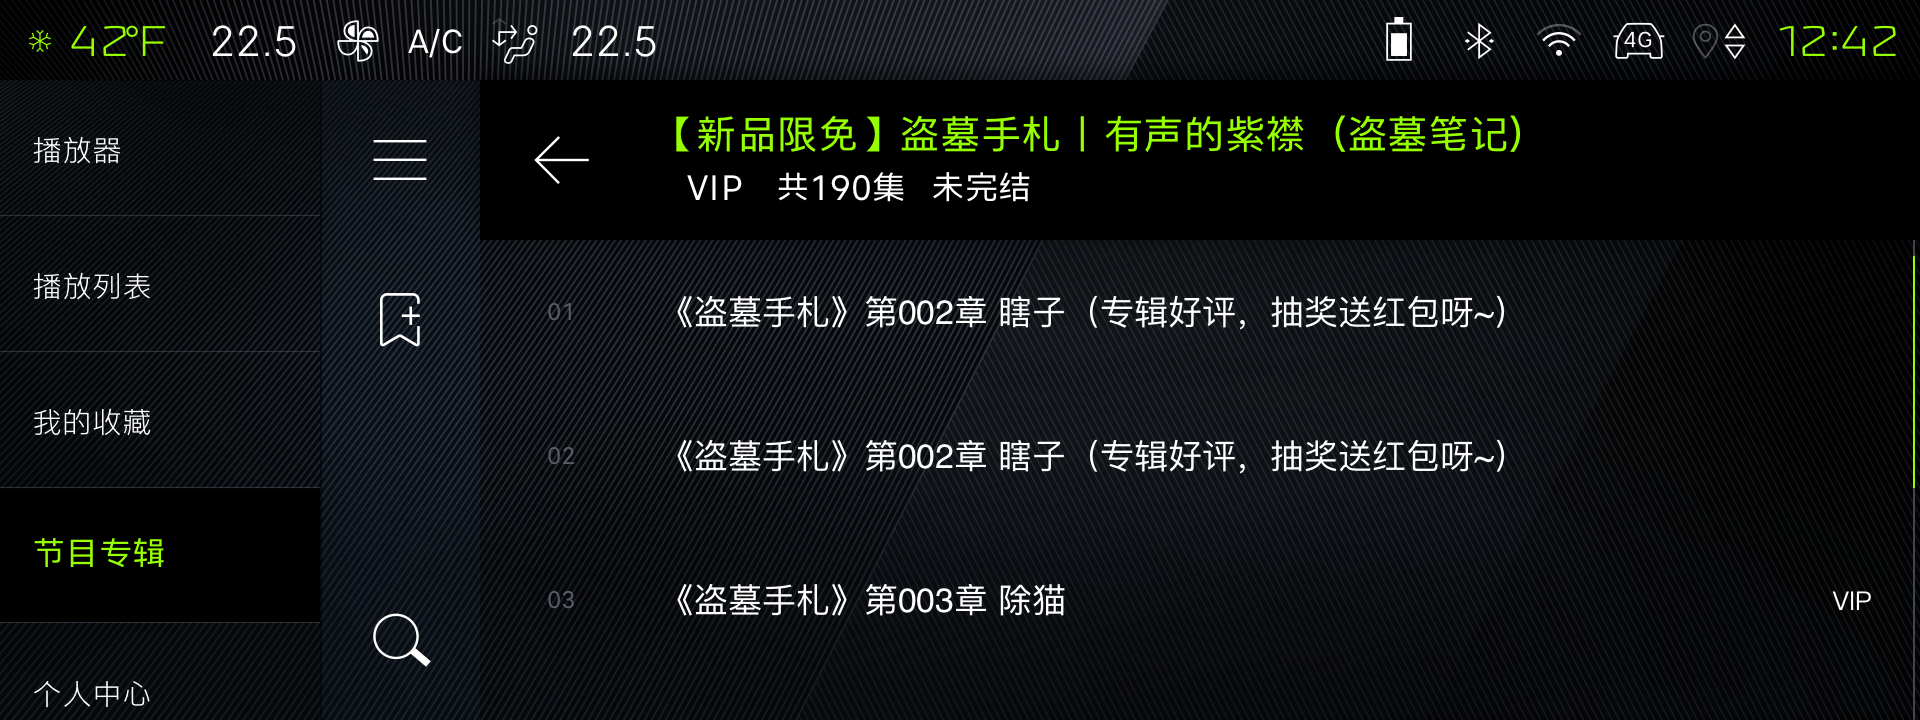 42°F 22.5 A/C 22.5 4G 12:42
播放器
播放列表
我的收藏
节目专辑
个人中心
【新品限免】盗墓手札丨有声的紫襟（盗墓笔记）
VIP 共190集 未完结
01 《盗墓手札》第002章 瞎子（专辑好评，抽奖送红包呀~）
02 《盗墓手札》第002章 瞎子（专辑好评，抽奖送红包呀~）
03 《盗墓手札》第003章 除猫 VIP